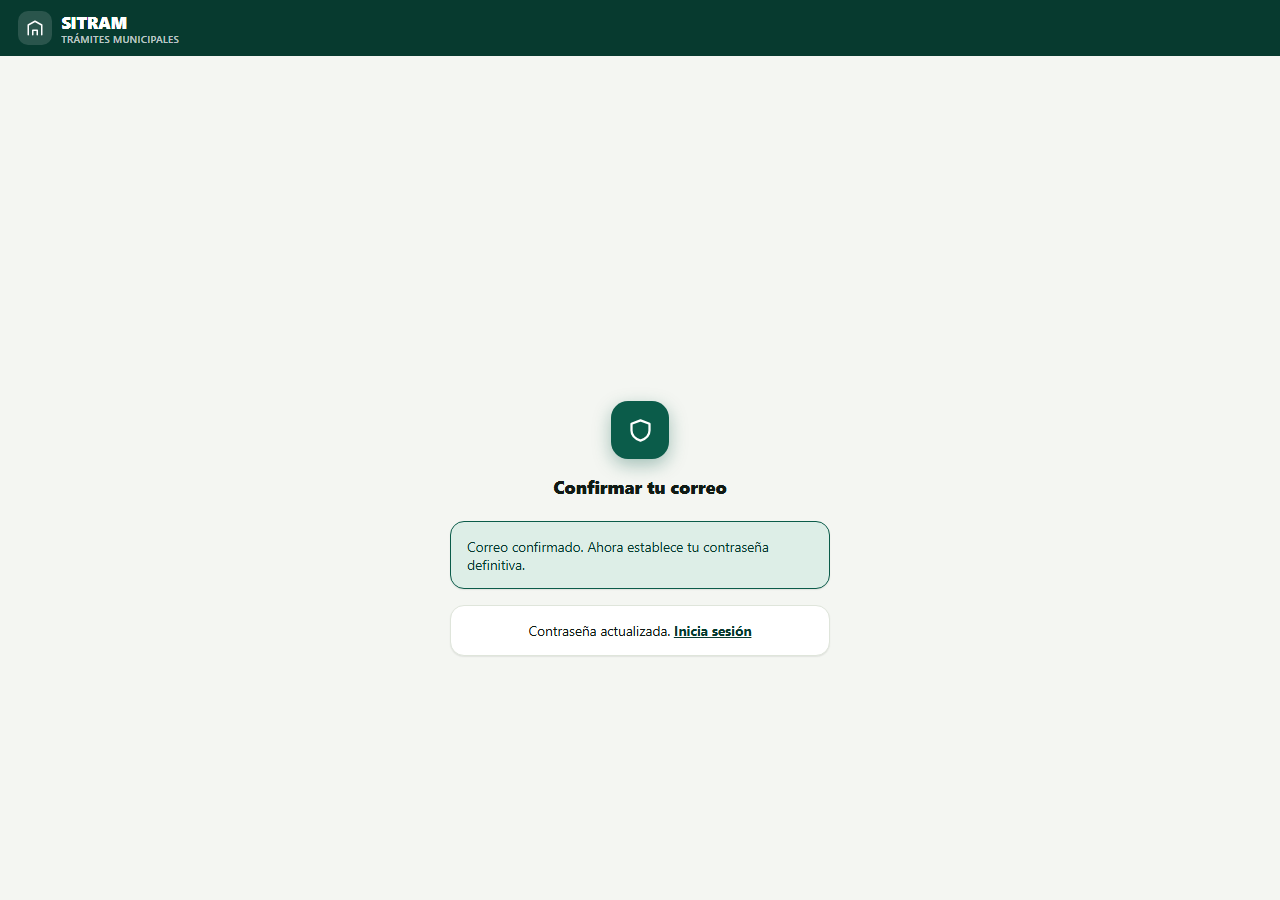 SITRAM
TRÁMITES MUNICIPALES
Confirmar tu correo
Correo confirmado. Ahora establece tu contraseña
definitiva.
Contraseña actualizada. Inicia sesión